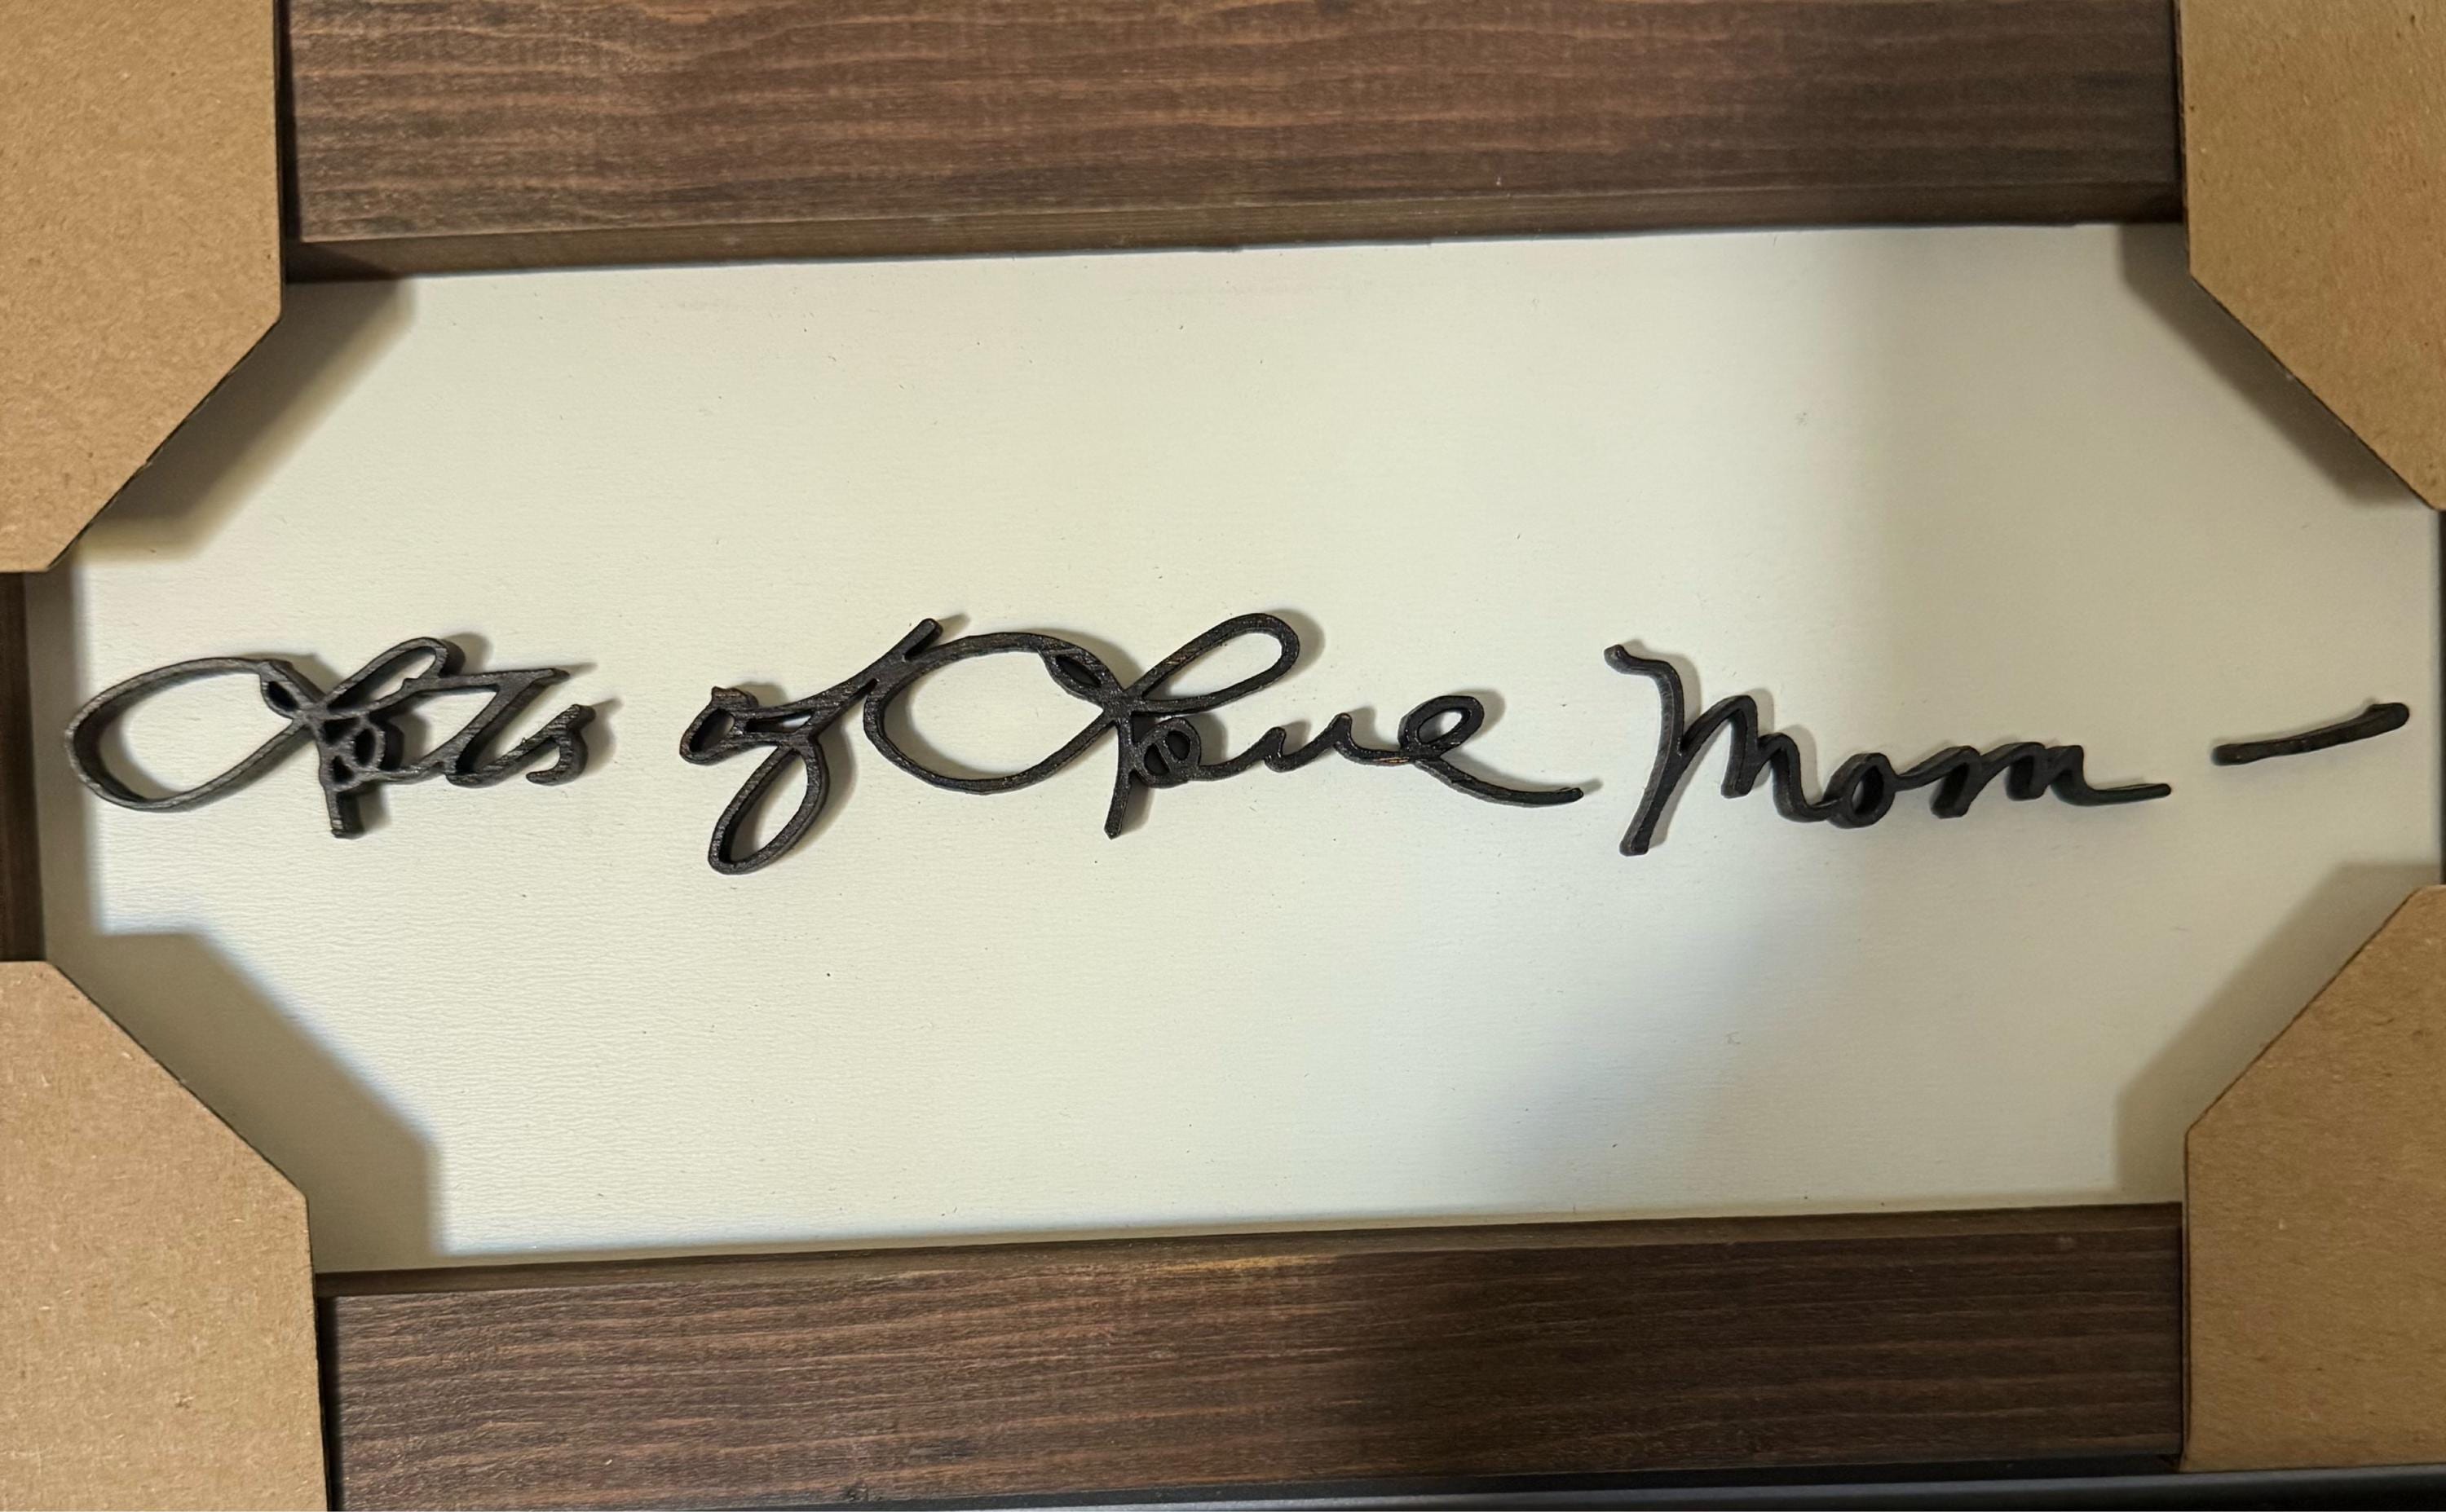 Lots of Love Mom —